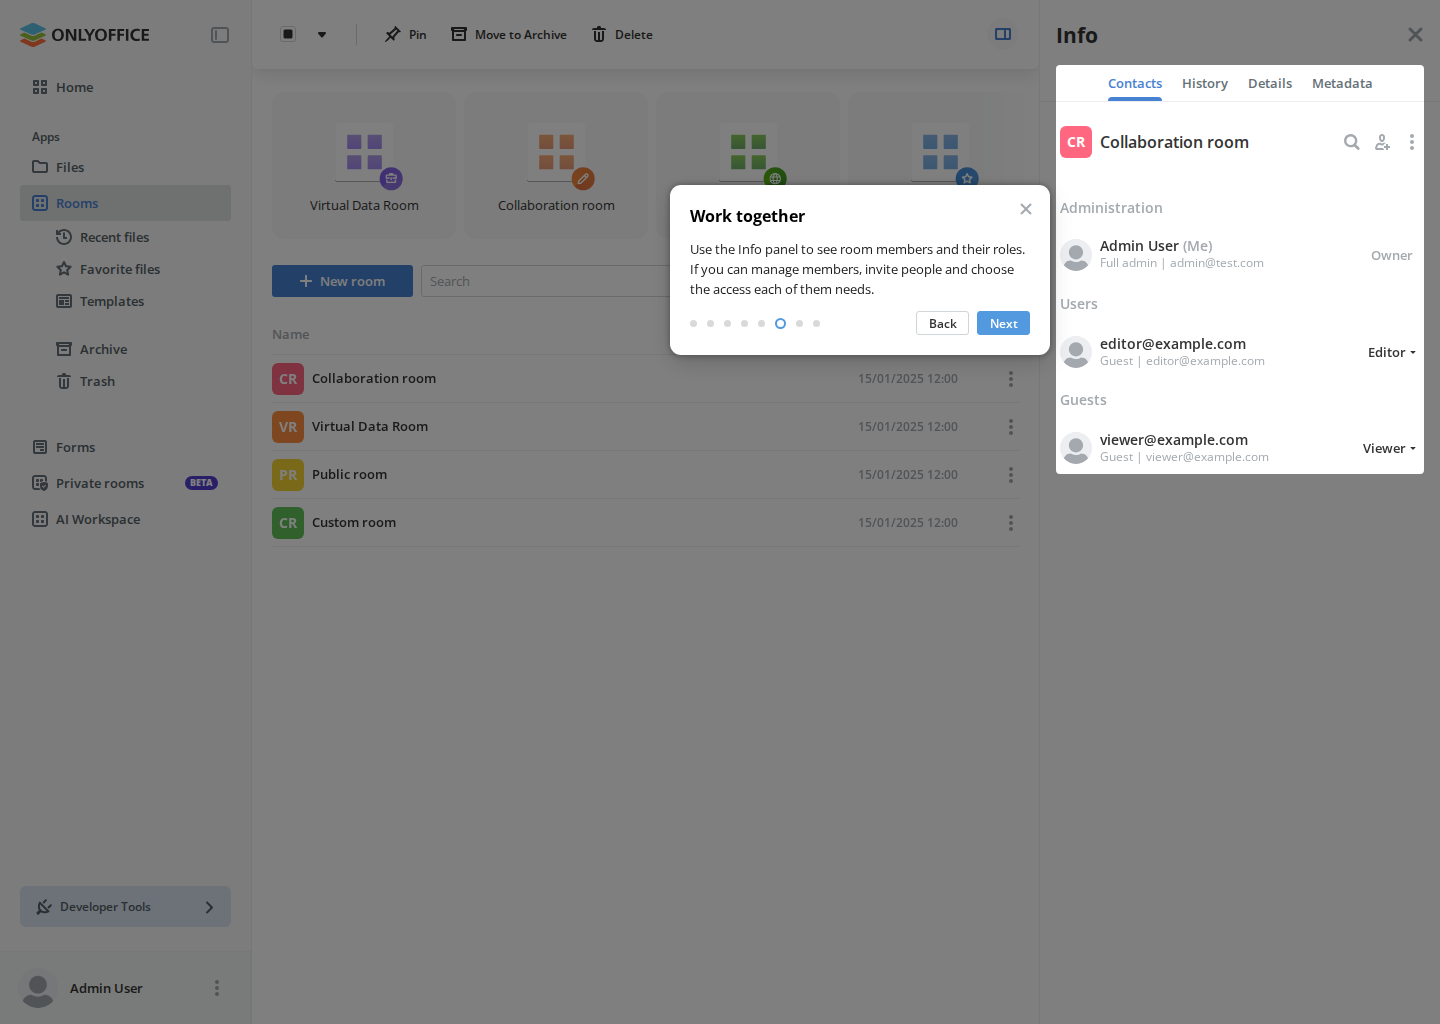 ONLYOFFICE
Home
Apps
Files
Rooms
Recent files
Favorite files
Templates
Archive
Trash
Forms
Private rooms BETA
AI Workspace
Developer Tools
Admin User
Pin Move to Archive Delete
Virtual Data Room
Collaboration room
New room
Search
Name
CR Collaboration room 15/01/2025 12:00
VR Virtual Data Room 15/01/2025 12:00
PR Public room 15/01/2025 12:00
CR Custom room 15/01/2025 12:00
Work together
Use the Info panel to see room members and their roles.
If you can manage members, invite people and choose
the access each of them needs.
Back Next
Info
Contacts History Details Metadata
CR Collaboration room
Administration
Admin User (Me)
Full admin | admin@test.com
Owner
Users
editor@example.com
Guest | editor@example.com
Editor
Guests
viewer@example.com
Guest | viewer@example.com
Viewer